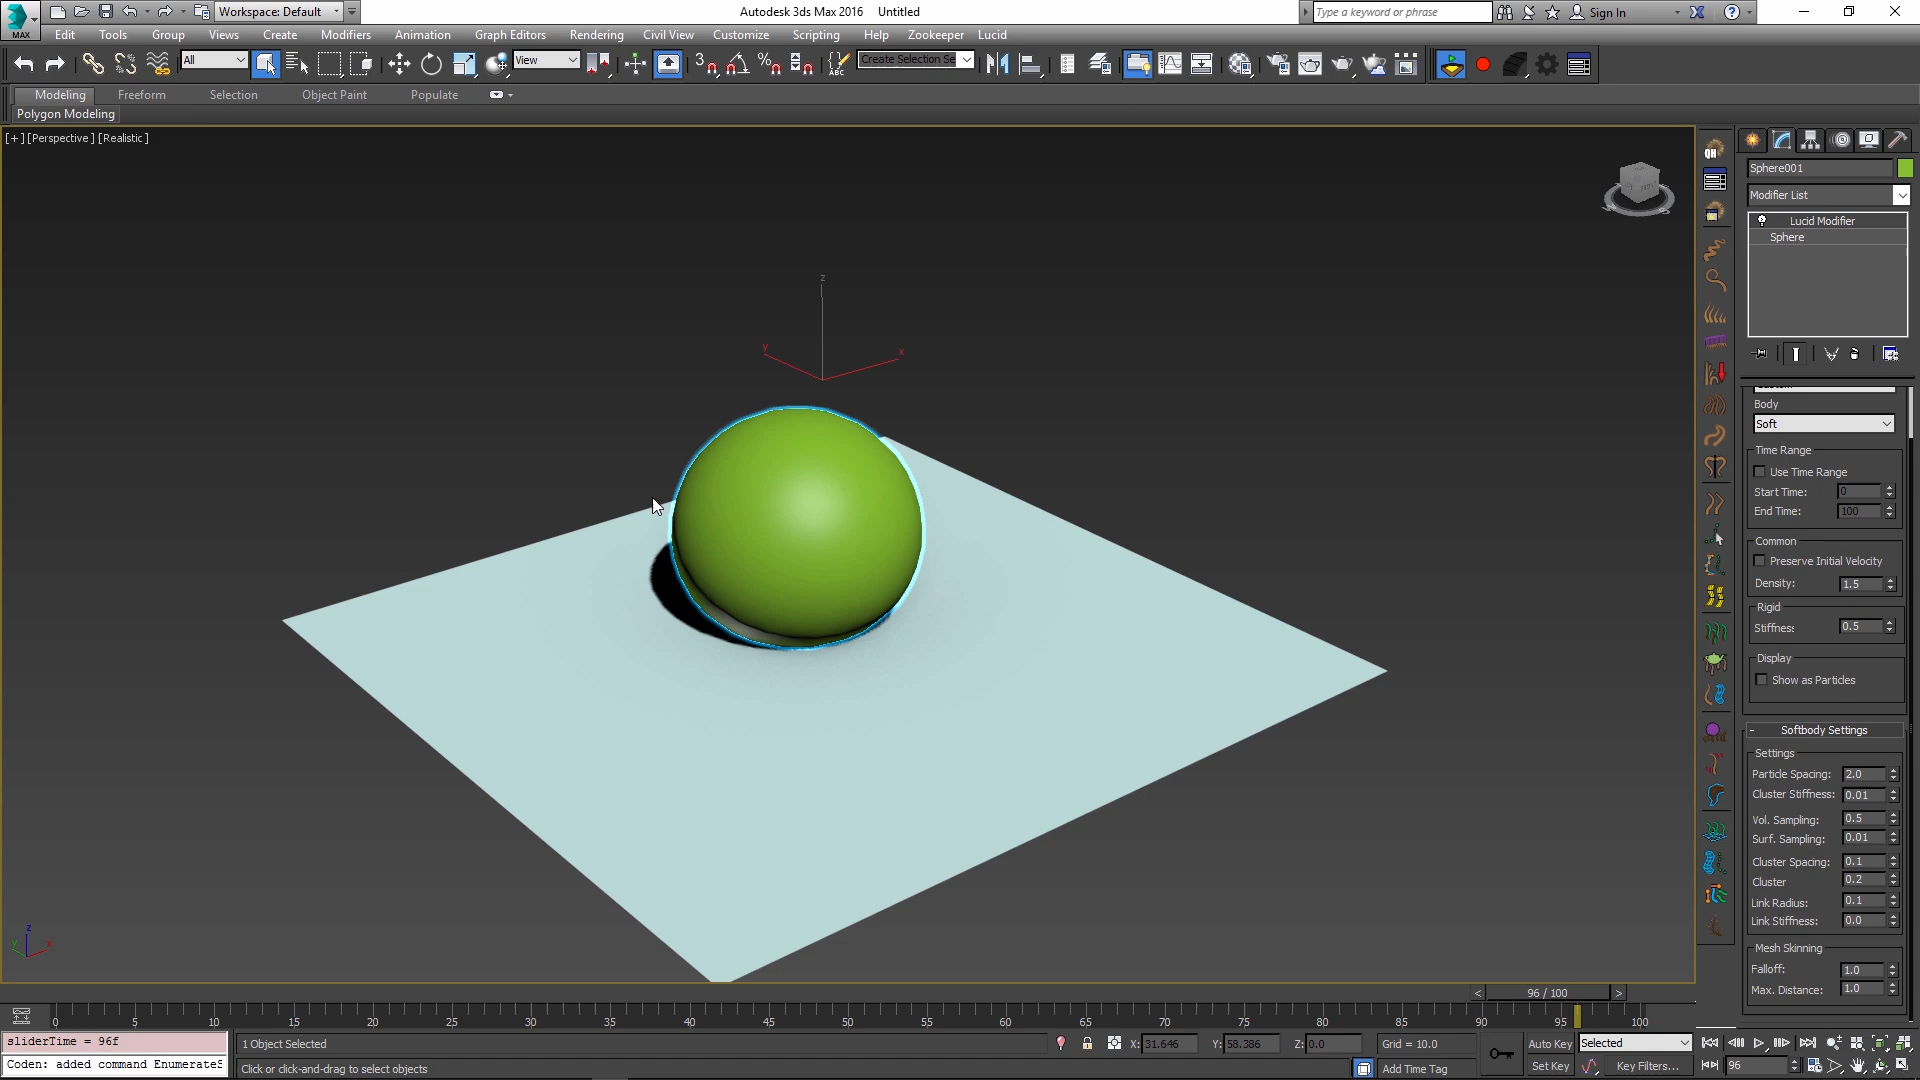 MAX
Workspace: Default
Autodesk 3ds Max 2016 Untitled
Type a keyword or phrase
Sign In
Edit Tools Group Views Create Modifiers Animation Graph Editors Rendering Civil View Customize Scripting Help Zookeeper Lucid
All
View
3
ABC
Create Selection Se
Modeling Freeform Selection Object Paint Populate
Polygon Modeling
[+] [Perspective] [Realistic]
QH
Sphere001
Modifier List
Lucid Modifier
Sphere
z
y
x
Body
Soft
Time Range
Use Time Range
Start Time: 0
End Time: 100
Common
Preserve Initial Velocity
Density: 1.5
Rigid
Stiffness 0.5
Display
Show as Particles
- Softbody Settings
Settings
Particle Spacing: 2.0
Cluster Stiffness: 0.01
Vol. Sampling: 0.5
Surf. Sampling: 0.01
Cluster Spacing: 0.1
Cluster 0.2
Link Radius: 0.1
Link Stiffness: 0.0
Mesh Skinning
Falloff: 1.0
Max. Distance: 1.0
z
y
x
< 96 / 100 >
0 5 10 15 20 25 30 35 40 45 50 55 60 65 70 75 80 85 90 95 100
sliderTime = 96f
Coden: added command EnumerateS
1 Object Selected
Click or click-and-drag to select objects
X: 31.646 Y: 58.386 Z: 0.0
Grid = 10.0
Add Time Tag
Auto Key Selected
Set Key Key Filters...
96